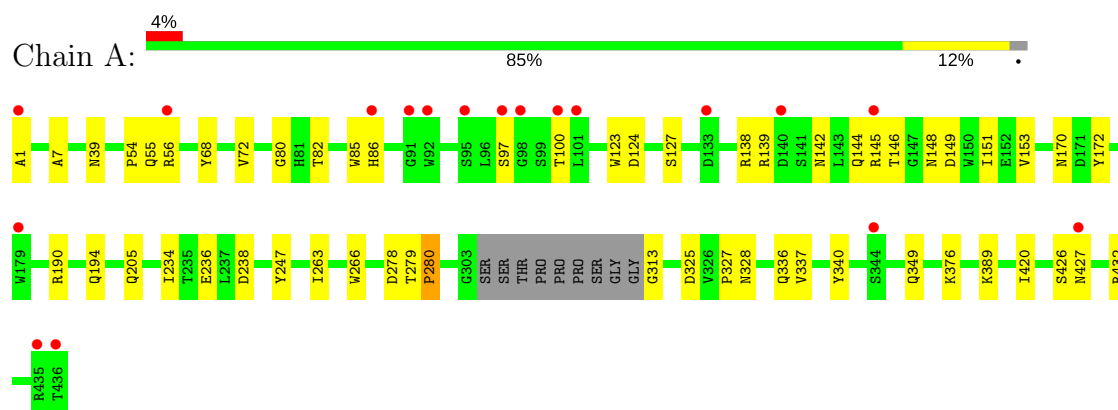 4%
Chain A:
85% 12% •
A1 A7 N39 P54 Q55 R56 Y68 V72 G80 H81 T82 W85 H86 G91 W92 S95 L96 S97 G98 S99 T100 L101 W123 D124 S127 D133 R138 R139 D140 S141 N142 L143 Q144 R145 T146 G147 N148 D149 W150 I151 E152 V153 N170 D171 Y172
W179 R190 Q194 Q205 I234 T235 E236 L237 D238 Y247 I263 W266 D278 T279 P280 G303 SER SER THR PRO PRO PRO SER GLY GLY G313 D325 V326 P327 N328 Q336 V337 Y340 S344 Q349 K376 K389 I420 S426 N427
R435 T436